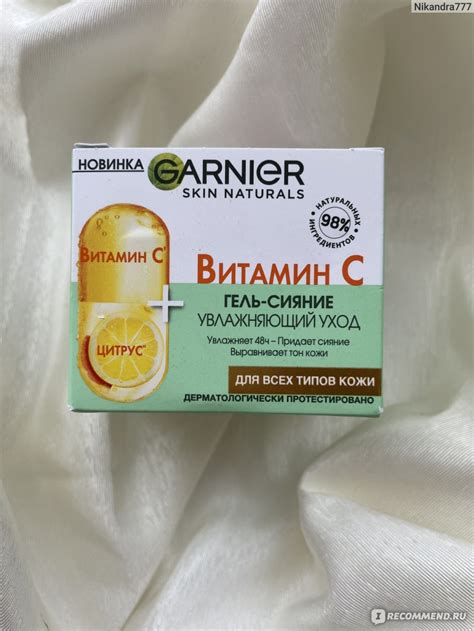 Nikandra777
НОВИНКА
GARNIER
SKIN NATURALS
98%
НАТУРАЛЬНЫХ
ИНГРЕДИЕНТОВ
ВИТАМИН C*
+
ЦИТРУС**
ВИТАМИН C
ГЕЛЬ-СИЯНИЕ
УВЛАЖНЯЮЩИЙ УХОД
Увлажняет 48ч – Придает сияние
Выравнивает тон кожи
ДЛЯ ВСЕХ ТИПОВ КОЖИ
ДЕРМАТОЛОГИЧЕСКИ ПРОТЕСТИРОВАНО
IRECOMMEND.RU